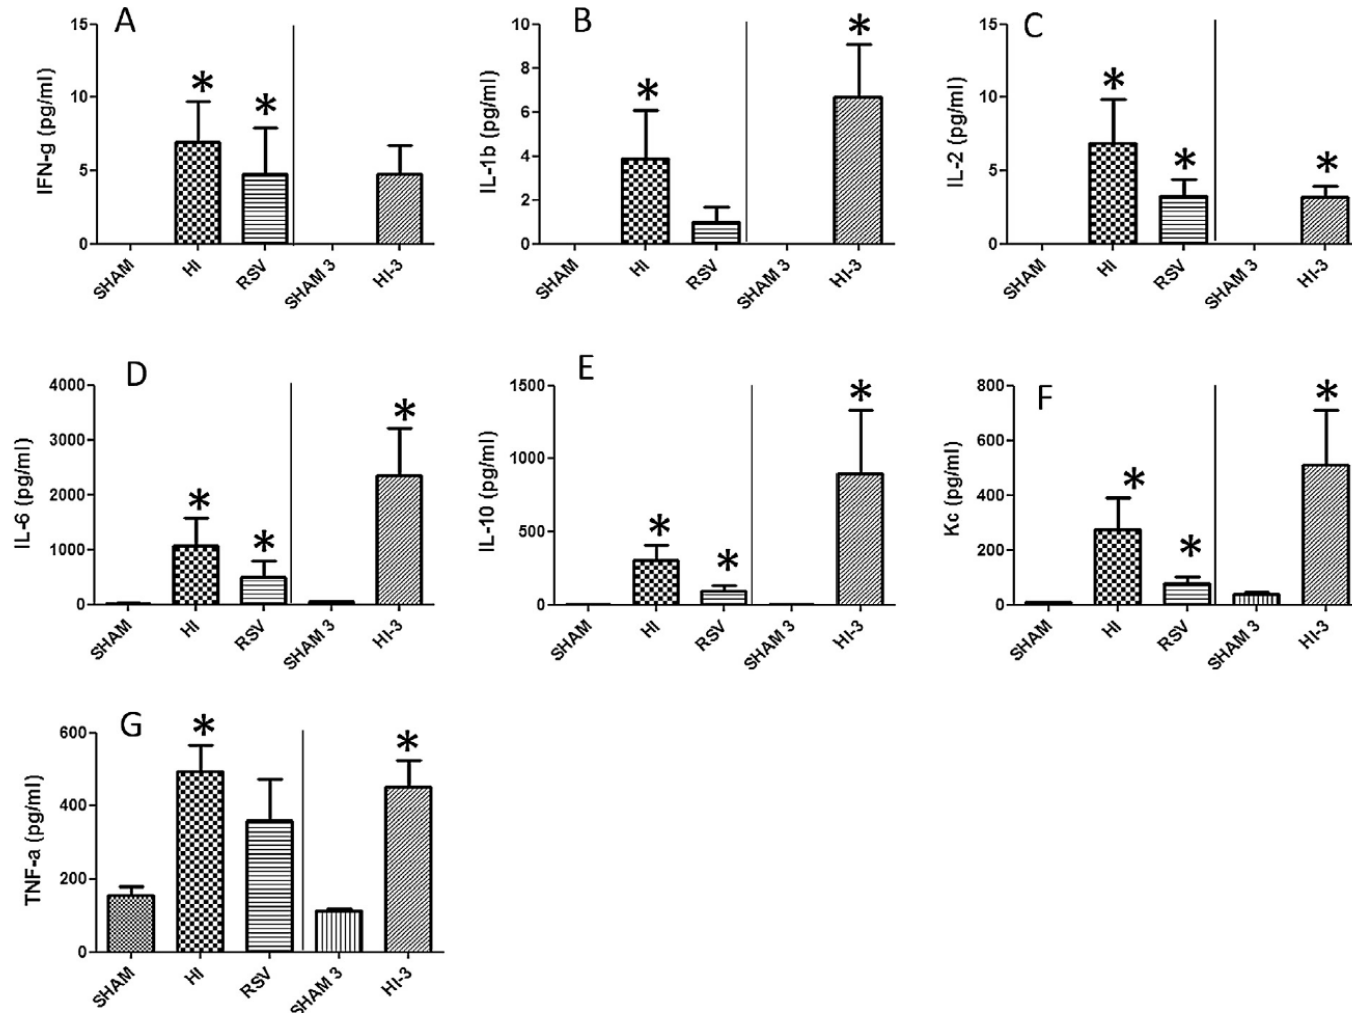 A
IFN-g (pg/ml)
15
10
5
0
*
*
SHAM
HI
RSV
SHAM 3
HI-3
B
IL-1b (pg/ml)
10
8
6
4
2
0
*
*
SHAM
HI
RSV
SHAM 3
HI-3
C
IL-2 (pg/ml)
15
10
5
0
*
*
*
SHAM
HI
RSV
SHAM 3
HI-3
D
IL-6 (pg/ml)
4000
3000
2000
1000
0
*
*
*
SHAM
HI
RSV
SHAM 3
HI-3
E
IL-10 (pg/ml)
1500
1000
500
0
*
*
*
SHAM
HI
RSV
SHAM 3
HI-3
F
Kc (pg/ml)
800
600
400
200
0
*
*
*
SHAM
HI
RSV
SHAM 3
HI-3
G
TNF-a (pg/ml)
600
400
200
0
*
*
SHAM
HI
RSV
SHAM 3
HI-3